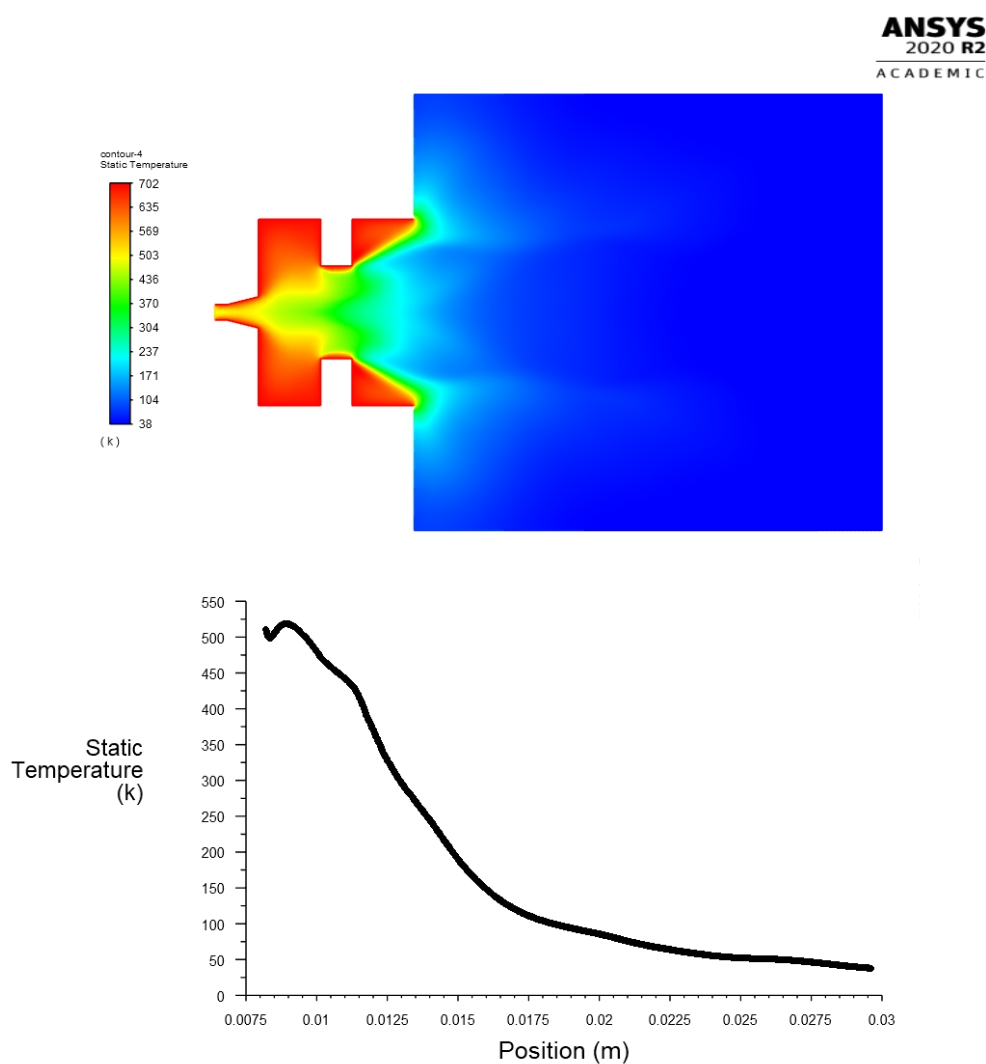 ANSYS
2020 R2
ACADEMIC
contour-4
Static Temperature
702
635
569
503
436
370
304
237
171
104
38
( k )
550
500
450
400
350
300
250
200
150
100
50
0
Static
Temperature
(k)
0.0075 0.01 0.0125 0.015 0.0175 0.02 0.0225 0.025 0.0275 0.03
Position (m)